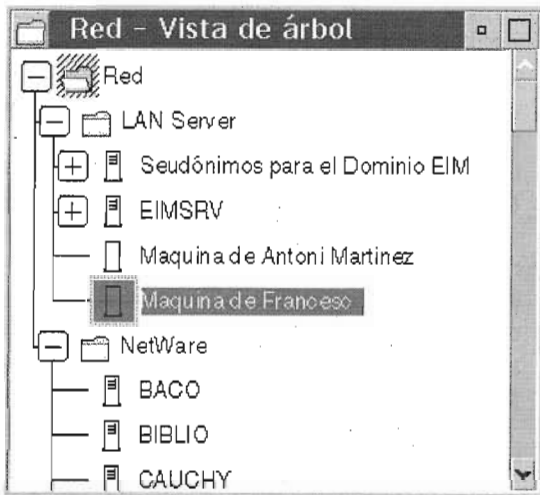 Red - Vista de árbol
Red
LAN Server
Seudônimos para el Dominio EIM
EIMSRV
Maquina de Antoni Martinez
Maquina de Francesc
NetWare
BACO
BIBLIO
CAUCHY